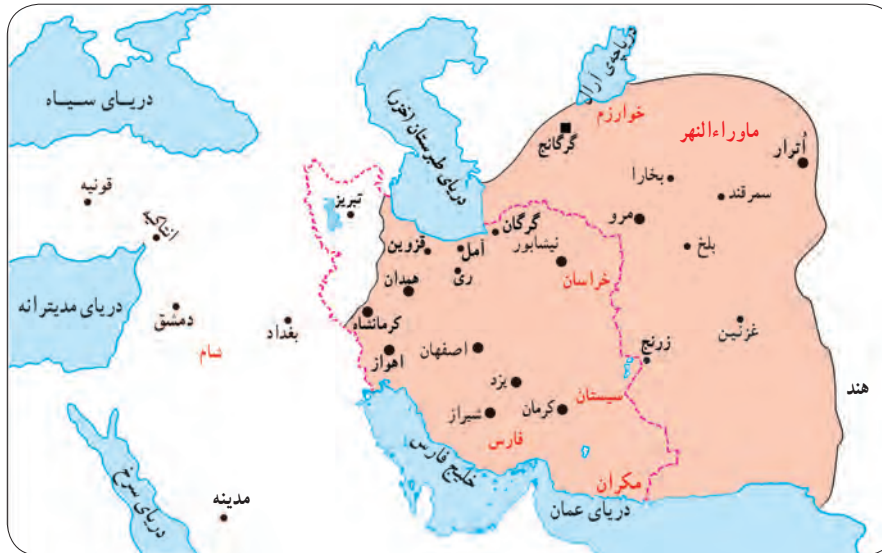 دریای سیاه
دریاچه‌ی آرال
خوارزم
ماوراءالنهر
گرگانج
اُترار
دریای طبرستان (خزر)
بخارا
سمرقند
قونیه
تبریز
مرو
انتاکیه
گرگان
نیشابور
بلخ
قزوین
آمل
ری
خراسان
همدان
دریای مدیترانه
دمشق
کرمانشاه
بغداد
غزنین
شام
اهواز
اصفهان
زرنج
هند
یزد
سیستان
کرمان
شیراز
فارس
خلیج فارس
مکران
دریای سرخ
مدینه
دریای عمان